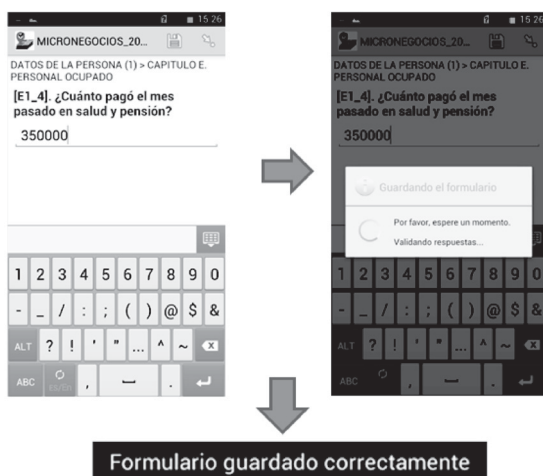 15 26
MICRONEGOCIOS_20...
DATOS DE LA PERSONA (1) > CAPITULO E.
PERSONAL OCUPADO
[E1_4]. ¿Cuánto pagó el mes
pasado en salud y pensión?
350000
1 2 3 4 5 6 7 8 9 0
- _ / : ; ( ) @ $ &
ALT ? ! ' " ... ^ ~
ABC , .
15 26
MICRONEGOCIOS_20...
DATOS DE LA PERSONA (1) > CAPITULO E.
PERSONAL OCUPADO
[E1_4]. ¿Cuánto pagó el mes
pasado en salud y pensión?
350000
Guardando el formulario
Por favor, espere un momento.
Validando respuestas...
1 2 3 4 5 6 7 8 9 0
- _ / : ; ( ) @ $ &
ALT ? ! ' " ... ^ ~
ABC , .
Formulario guardado correctamente